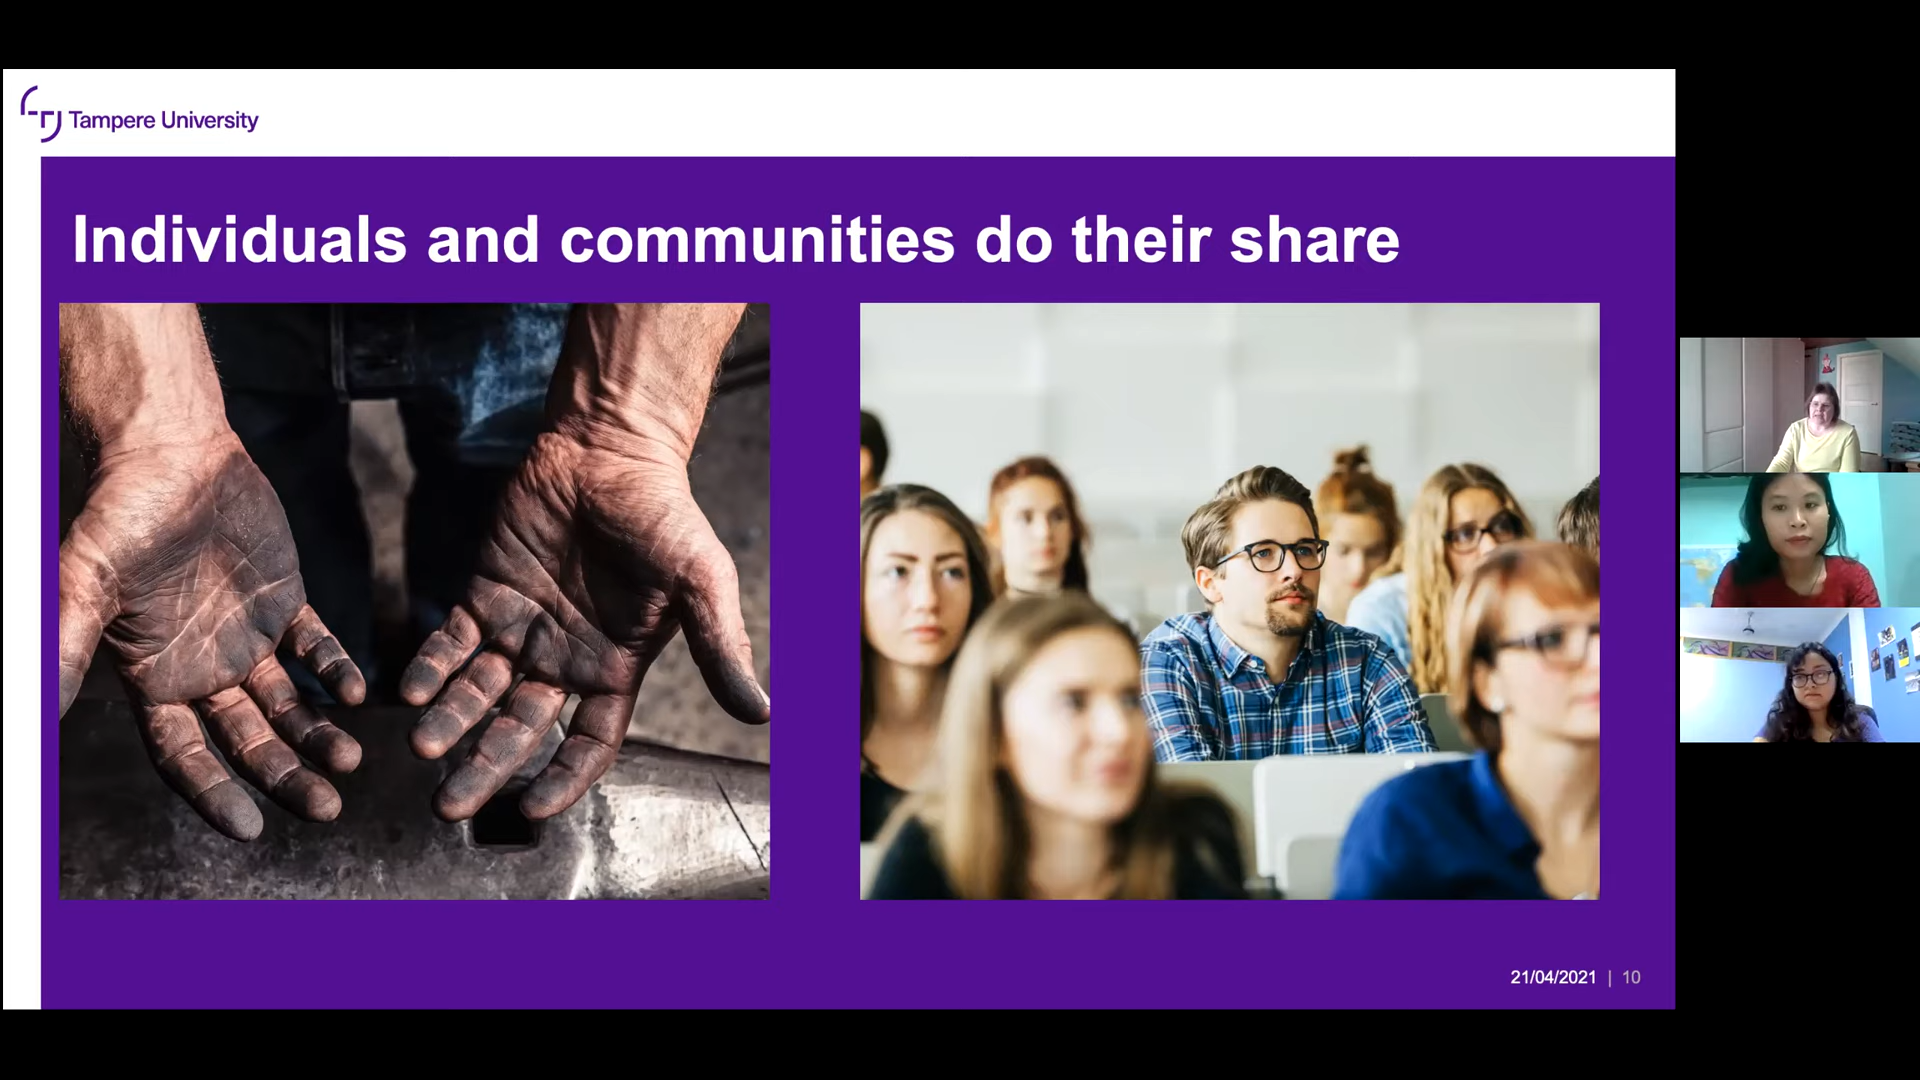 Tampere University
Individuals and communities do their share
21/04/2021 | 10